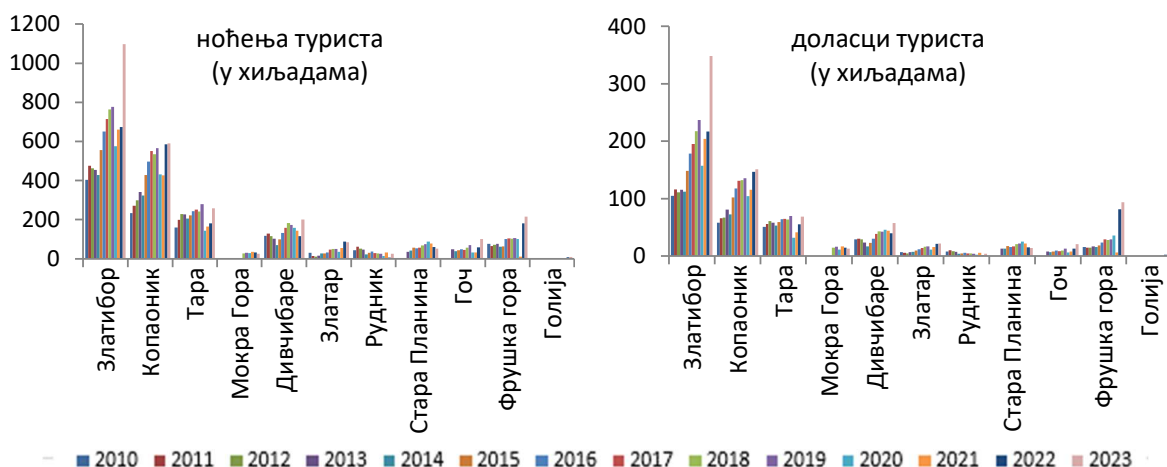 ноћења туриста
(у хиљадама)
1200
1000
800
600
400
200
0
Златибор
Копаоник
Тара
Мокра Гора
Дивчибаре
Златар
Рудник
Стара Планина
Гоч
Фрушка гора
Голија
доласци туриста
(у хиљадама)
400
300
200
100
0
Златибор
Копаоник
Тара
Мокра Гора
Дивчибаре
Златар
Рудник
Стара Планина
Гоч
Фрушка гора
Голија
2010 2011 2012 2013 2014 2015 2016 2017 2018 2019 2020 2021 2022 2023